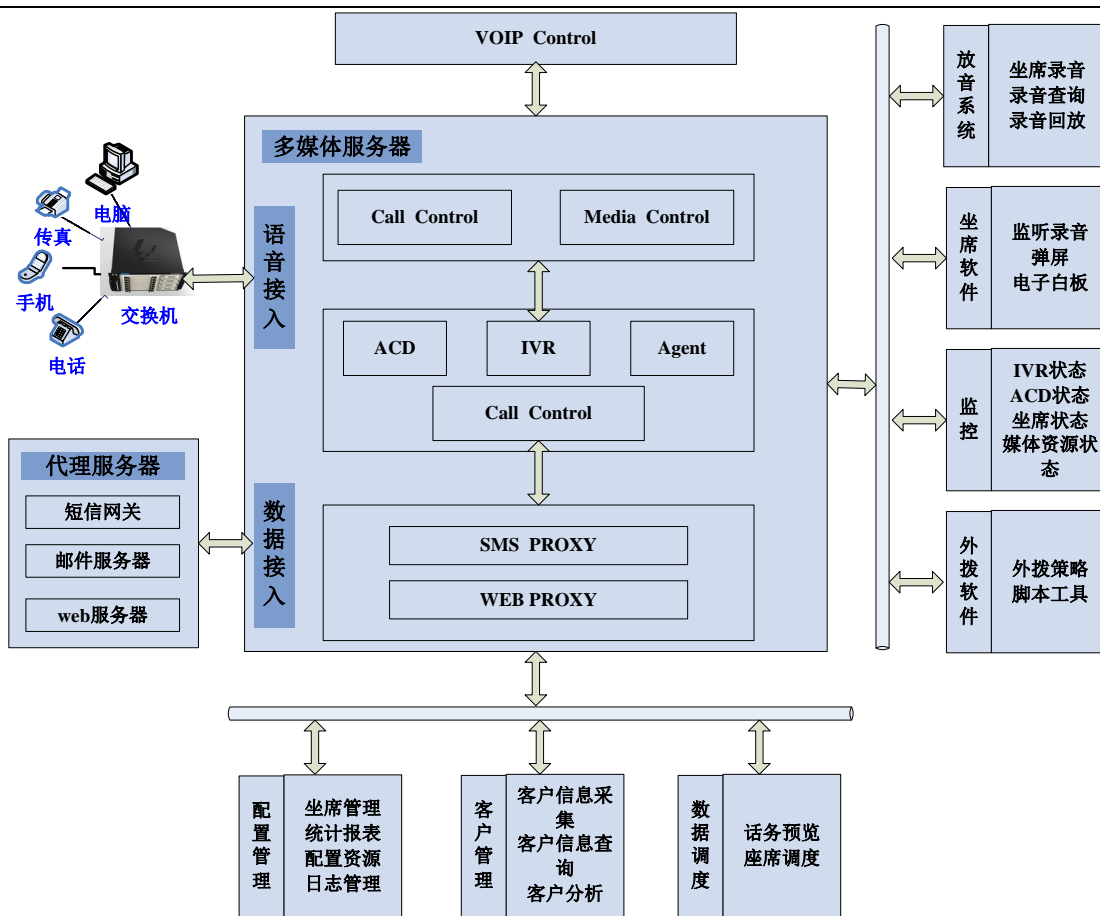 VOIP Control
多媒体服务器
Call Control
Media Control
语音接入
电脑
传真
手机
电话
交换机
ACD
IVR
Agent
Call Control
代理服务器
短信网关
邮件服务器
web服务器
数据接入
SMS PROXY
WEB PROXY
放音系统
坐席录音
录音查询
录音回放
坐席软件
监听录音
弹屏
电子白板
监控
IVR状态
ACD状态
坐席状态
媒体资源状
态
外拨软件
外拨策略
脚本工具
配置管理
坐席管理
统计报表
配置资源
日志管理
客户管理
客户信息采
集
客户信息查
询
客户分析
数据调度
话务预览
座席调度